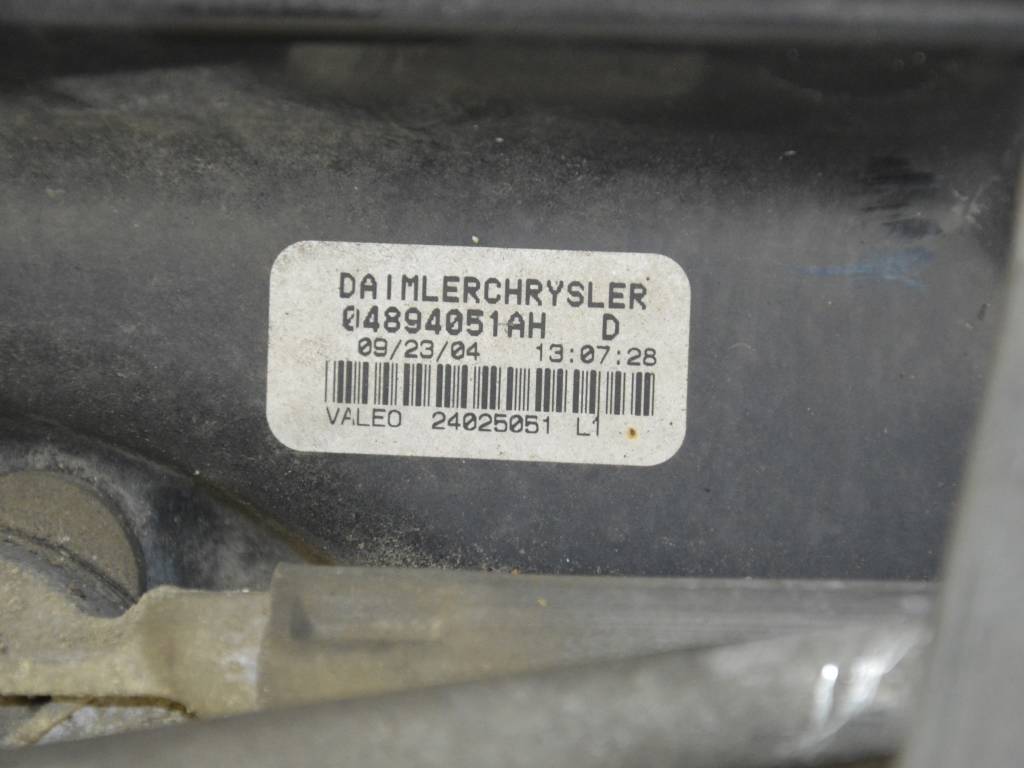 DAIMLERCHRYSLER
04894051AH D
09/23/04 13:07:28
VALEO 24025051 L1